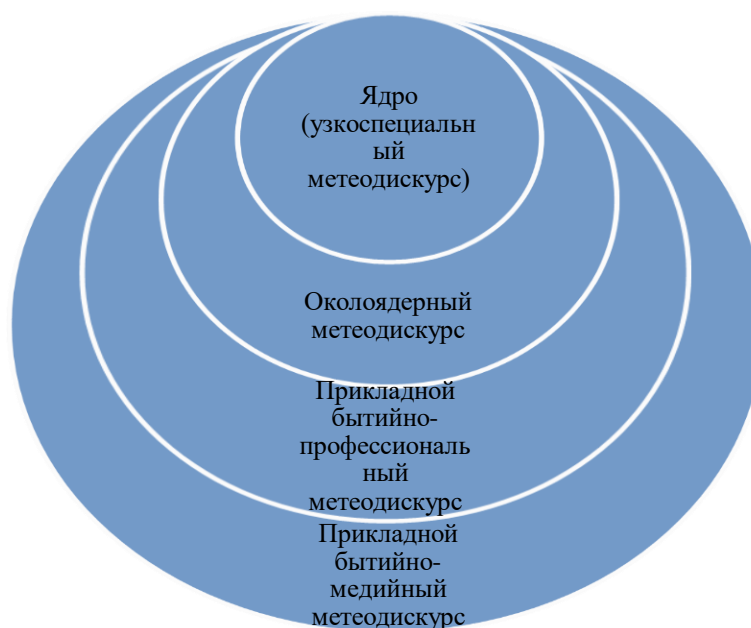 Ядро
(узкоспециальн
ый
метеодискурс)
Околоядерный
метеодискурс
Прикладной
бытийно-
профессиональ
ный
метеодискурс
Прикладной
бытийно-
медийный
метеодискурс